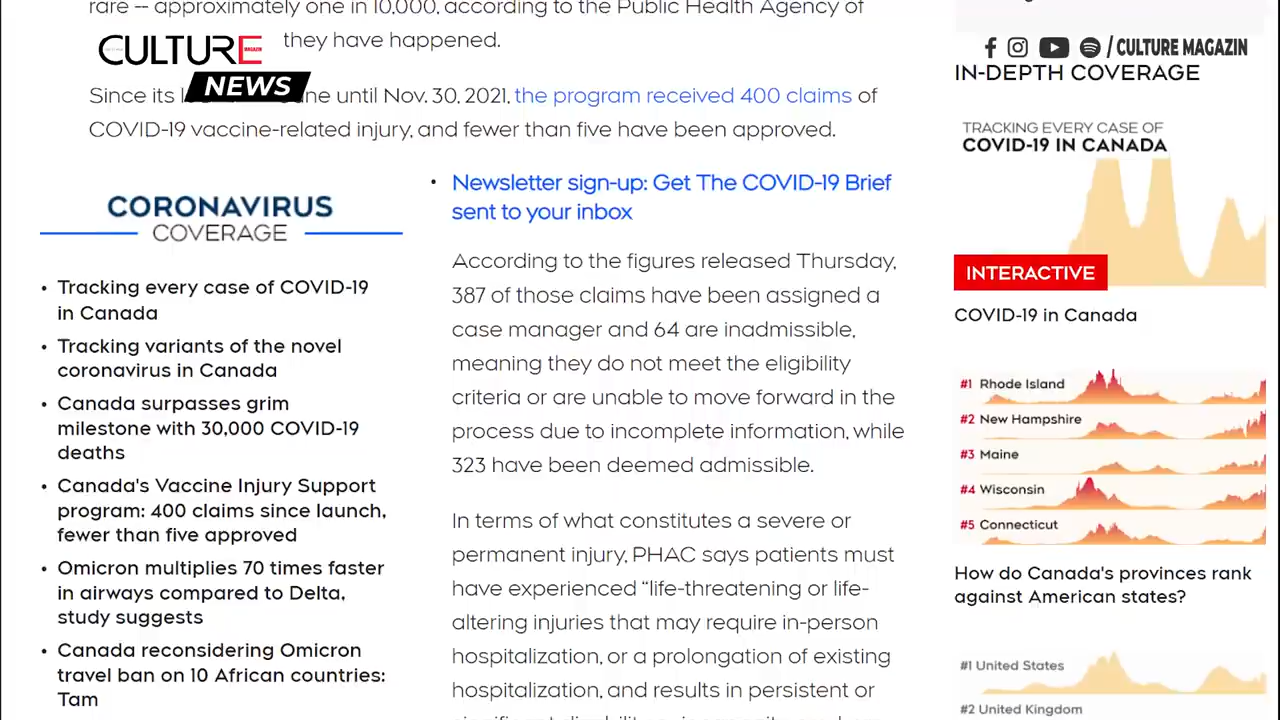 rare -- approximately one in 10,000, according to the Public Health Agency of
they have happened.
CULTURE
MAGAZIN
NEWS
/ CULTURE MAGAZIN
Since its une until Nov. 30, 2021, the program received 400 claims of
COVID-19 vaccine-related injury, and fewer than five have been approved.
CORONAVIRUS
COVERAGE
• Tracking every case of COVID-19
in Canada
• Tracking variants of the novel
coronavirus in Canada
• Canada surpasses grim
milestone with 30,000 COVID-19
deaths
• Canada's Vaccine Injury Support
program: 400 claims since launch,
fewer than five approved
• Omicron multiplies 70 times faster
in airways compared to Delta,
study suggests
• Canada reconsidering Omicron
travel ban on 10 African countries:
Tam
• Newsletter sign-up: Get The COVID-19 Brief
sent to your inbox
According to the figures released Thursday,
387 of those claims have been assigned a
case manager and 64 are inadmissible,
meaning they do not meet the eligibility
criteria or are unable to move forward in the
process due to incomplete information, while
323 have been deemed admissible.
In terms of what constitutes a severe or
permanent injury, PHAC says patients must
have experienced “life-threatening or life-
altering injuries that may require in-person
hospitalization, or a prolongation of existing
hospitalization, and results in persistent or
IN-DEPTH COVERAGE
TRACKING EVERY CASE OF
COVID-19 IN CANADA
INTERACTIVE
COVID-19 in Canada
#1 Rhode Island
#2 New Hampshire
#3 Maine
#4 Wisconsin
#5 Connecticut
How do Canada's provinces rank
against American states?
#1 United States
#2 United Kingdom